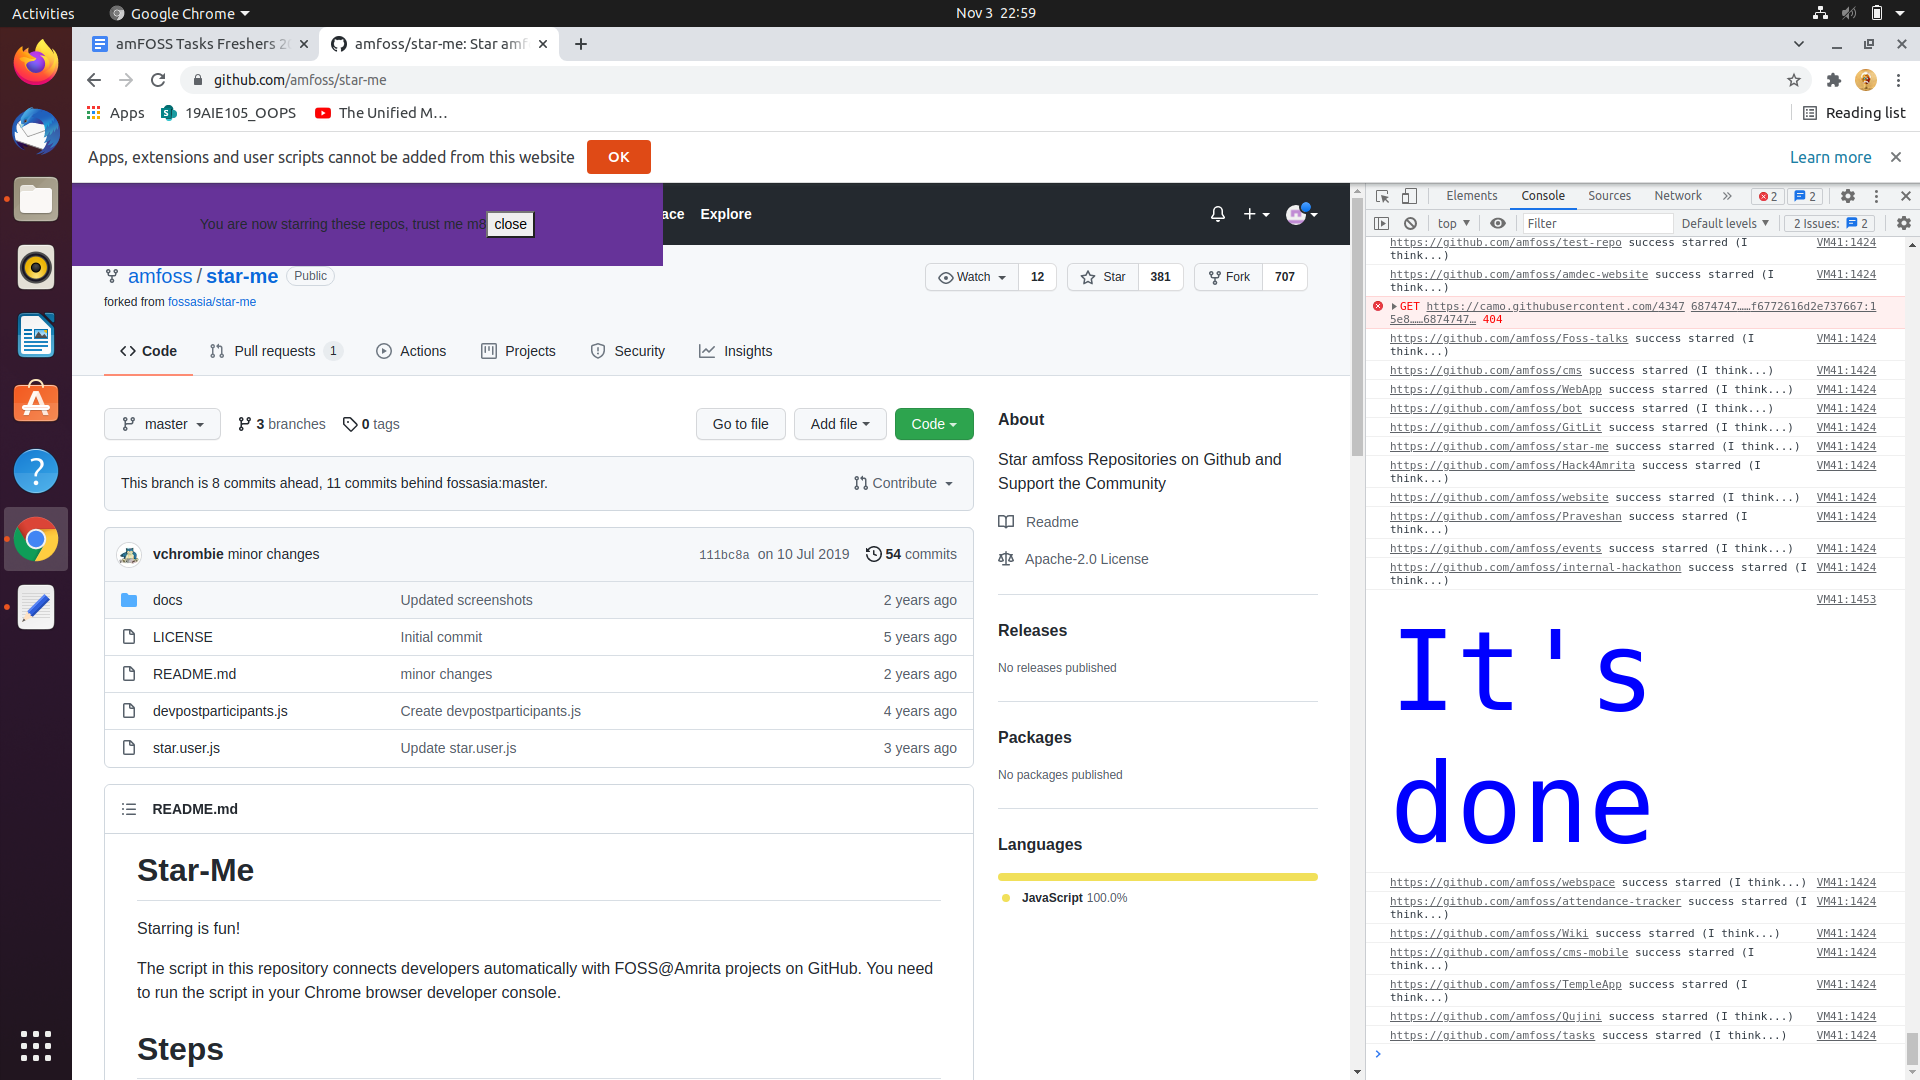 Activities
Google Chrome
Nov 3 22:59
amFOSS Tasks Freshers 2
amfoss/star-me: Star amf
github.com/amfoss/star-me
Apps
19AIE105_OOPS
The Unified M…
Reading list
Apps, extensions and user scripts cannot be added from this website
OK
Learn more
You are now starring these repos, trust me m8
close
ace
Explore
amfoss / star-me
Public
forked from fossasia/star-me
Watch
12
Star
381
Fork
707
Code
Pull requests 1
Actions
Projects
Security
Insights
master
3 branches
0 tags
Go to file
Add file
Code
This branch is 8 commits ahead, 11 commits behind fossasia:master.
Contribute
vchrombie minor changes
111bc8a on 10 Jul 2019
54 commits
docs
Updated screenshots
2 years ago
LICENSE
Initial commit
5 years ago
README.md
minor changes
2 years ago
devpostparticipants.js
Create devpostparticipants.js
4 years ago
star.user.js
Update star.user.js
3 years ago
README.md
Star-Me
Starring is fun!
The script in this repository connects developers automatically with FOSS@Amrita projects on GitHub. You need
to run the script in your Chrome browser developer console.
Steps
About
Star amfoss Repositories on Github and
Support the Community
Readme
Apache-2.0 License
Releases
No releases published
Packages
No packages published
Languages
JavaScript 100.0%
Elements
Console
Sources
Network
2
2
top
Filter
Default levels
2 Issues: 2
https://github.com/amfoss/test-repo success starred (I VM41:1424
think...)
https://github.com/amfoss/amdec-website success starred (I VM41:1424
think...)
GET https://camo.githubusercontent.com/4347 6874747……f6772616d2e737667:1
5e8……6874747… 404
https://github.com/amfoss/Foss-talks success starred (I VM41:1424
think...)
https://github.com/amfoss/cms success starred (I think...) VM41:1424
https://github.com/amfoss/WebApp success starred (I think...) VM41:1424
https://github.com/amfoss/bot success starred (I think...) VM41:1424
https://github.com/amfoss/GitLit success starred (I think...) VM41:1424
https://github.com/amfoss/star-me success starred (I think...) VM41:1424
https://github.com/amfoss/Hack4Amrita success starred (I VM41:1424
think...)
https://github.com/amfoss/website success starred (I think...) VM41:1424
https://github.com/amfoss/Praveshan success starred (I VM41:1424
think...)
https://github.com/amfoss/events success starred (I think...) VM41:1424
https://github.com/amfoss/internal-hackathon success starred (I VM41:1424
think...)
VM41:1453
It's
done
https://github.com/amfoss/webspace success starred (I think...) VM41:1424
https://github.com/amfoss/attendance-tracker success starred (I VM41:1424
think...)
https://github.com/amfoss/Wiki success starred (I think...) VM41:1424
https://github.com/amfoss/cms-mobile success starred (I VM41:1424
think...)
https://github.com/amfoss/TempleApp success starred (I VM41:1424
think...)
https://github.com/amfoss/Qujini success starred (I think...) VM41:1424
https://github.com/amfoss/tasks success starred (I think...) VM41:1424